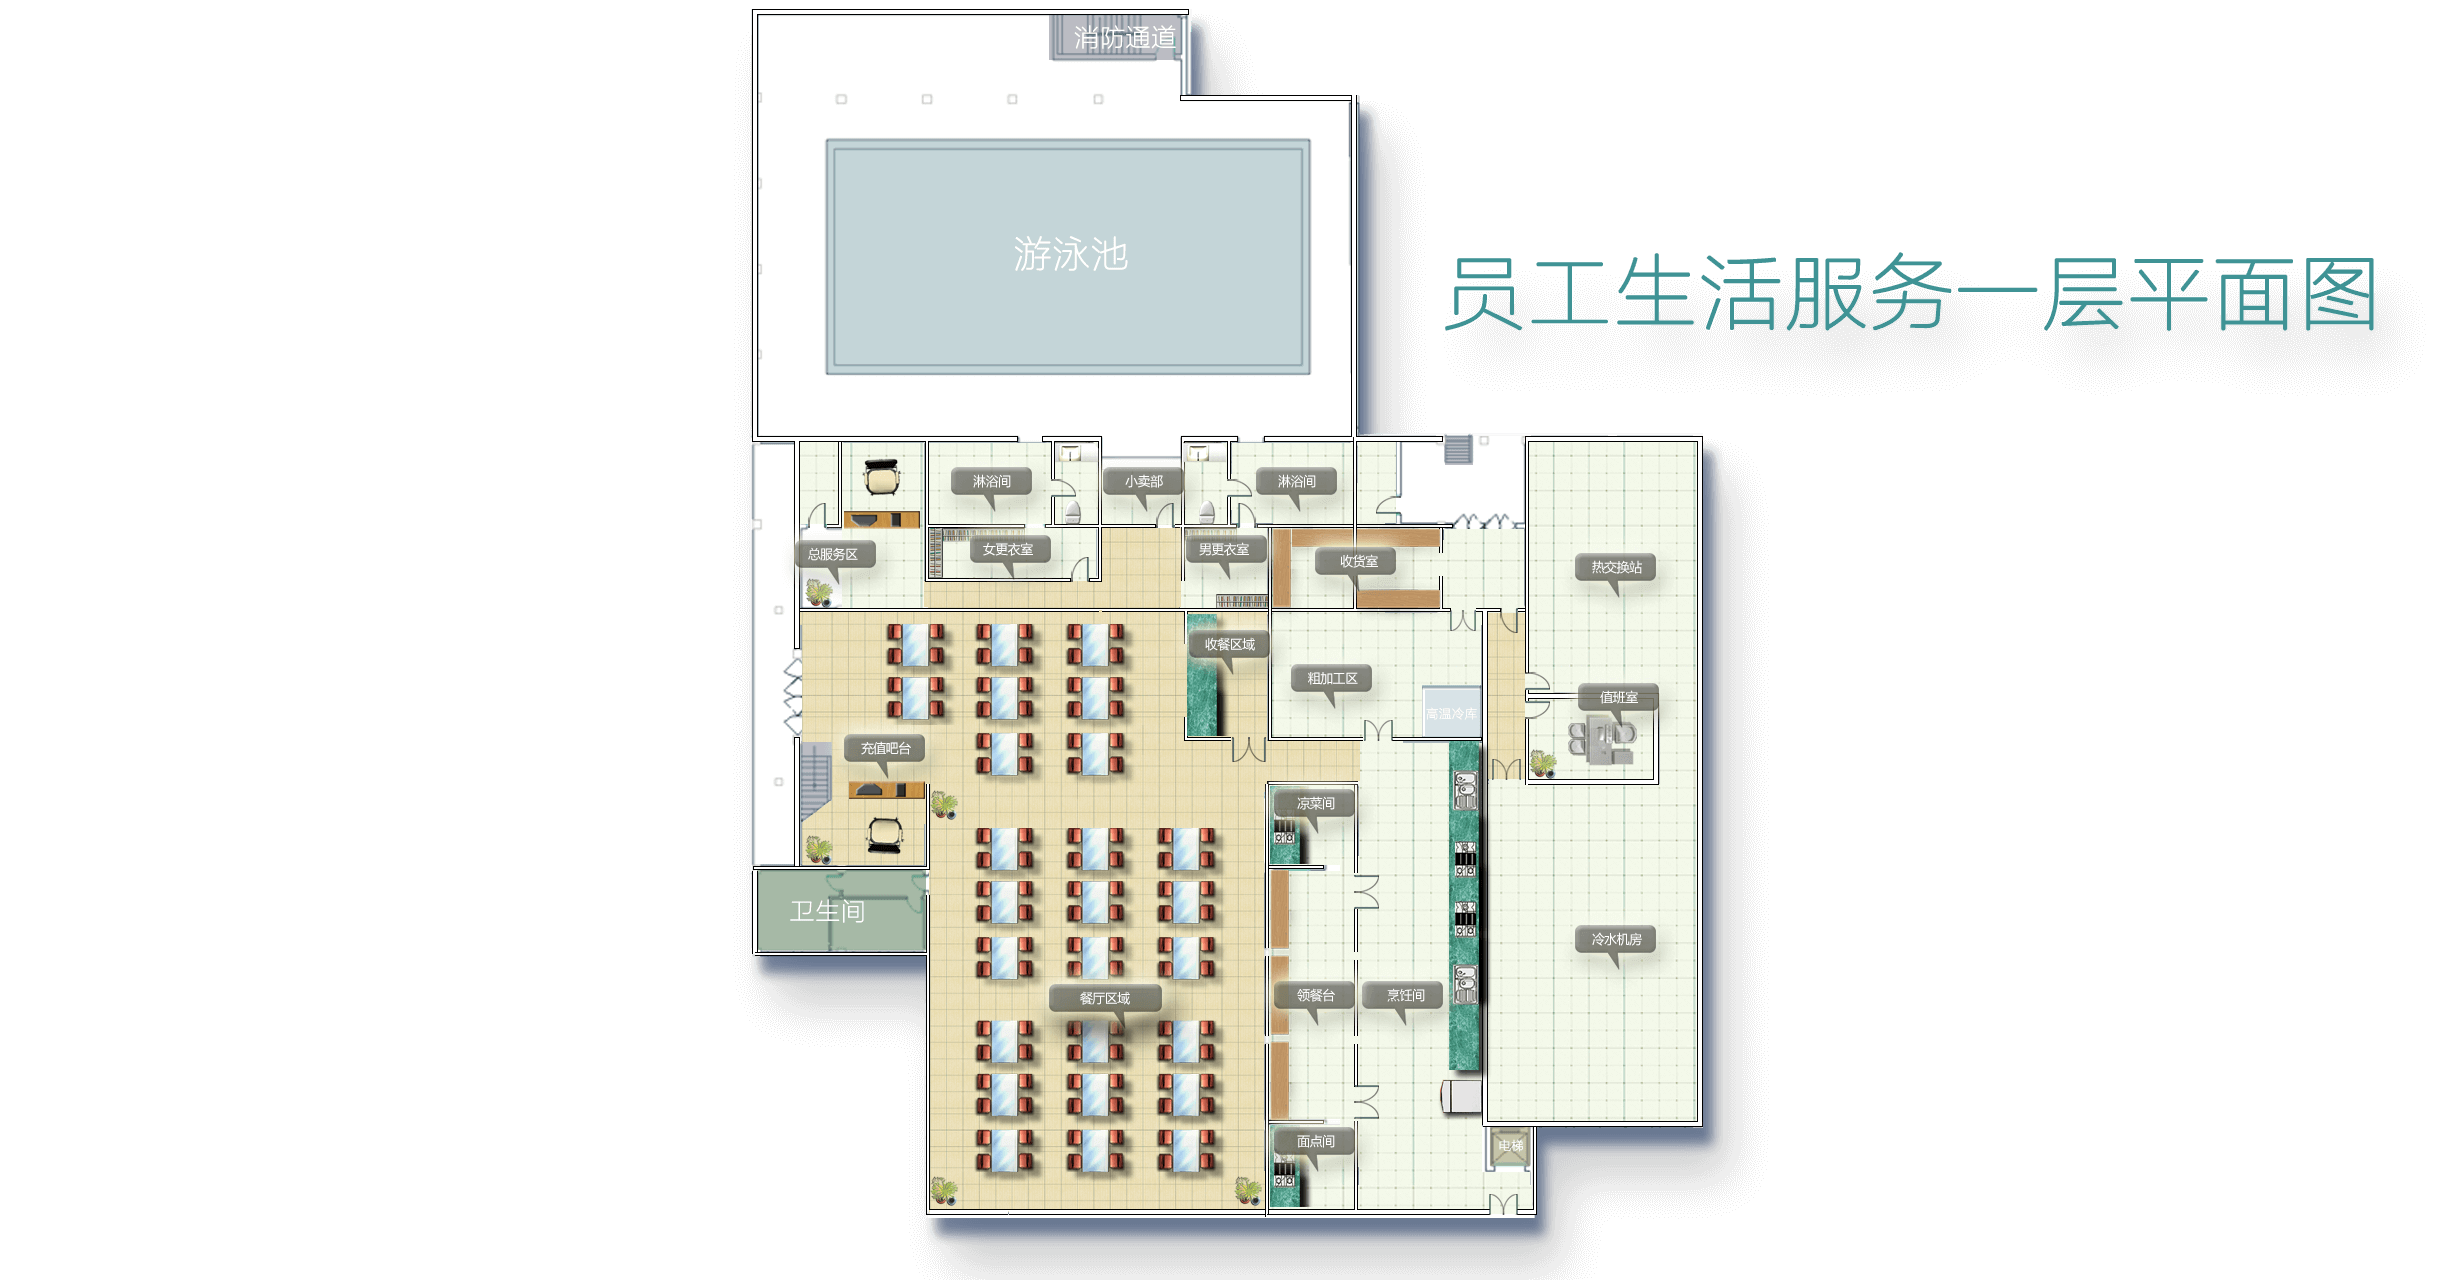 消防通道
游泳池
员工生活服务一层平面图
淋浴间
小卖部
淋浴间
总服务区
女更衣室
男更衣室
收货室
热交换站
收餐区域
粗加工区
高温冷库
值班室
充值吧台
凉菜间
卫生间
冷水机房
餐厅区域
领餐台
烹饪间
面点间
电梯